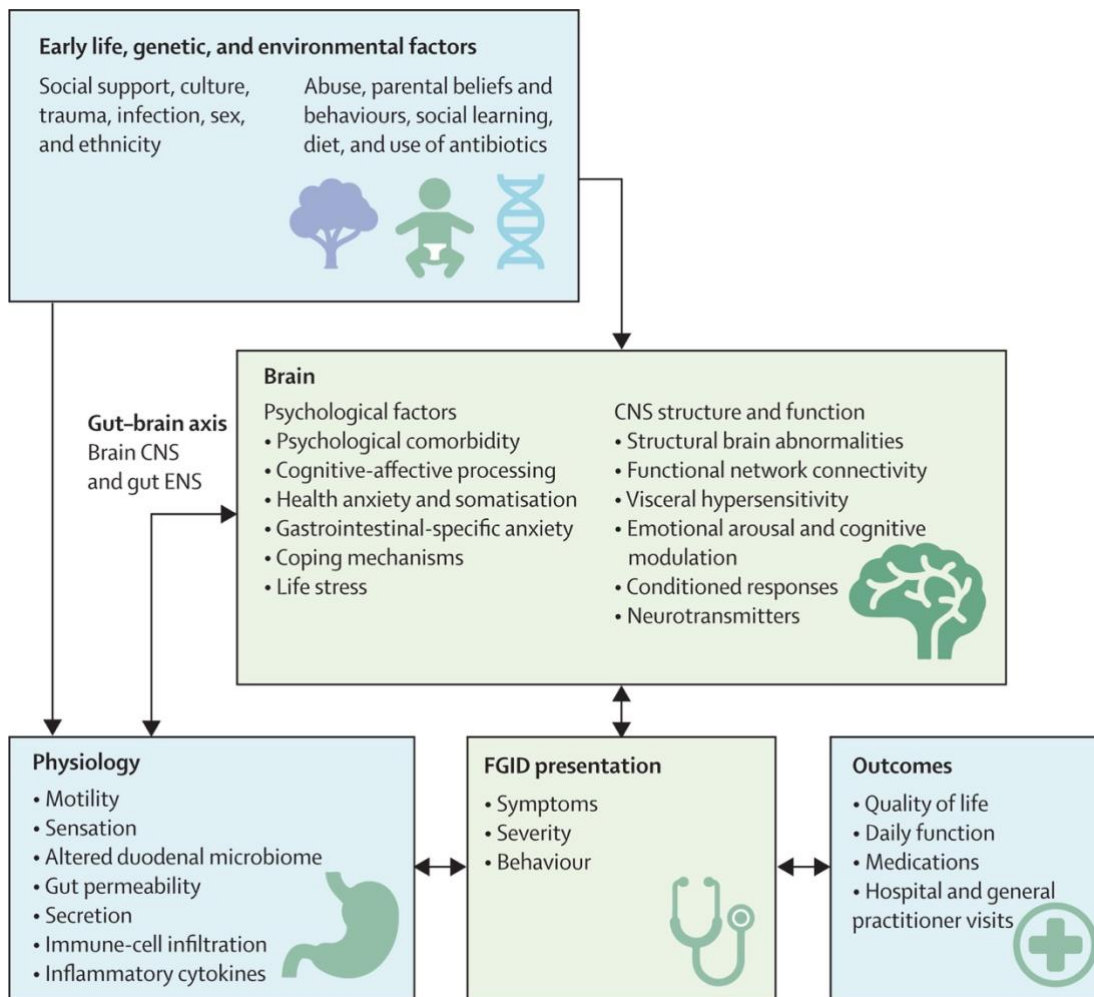 Early life, genetic, and environmental factors
Social support, culture,
trauma, infection, sex,
and ethnicity
Abuse, parental beliefs and
behaviours, social learning,
diet, and use of antibiotics
Brain
Psychological factors
• Psychological comorbidity
• Cognitive-affective processing
• Health anxiety and somatisation
• Gastrointestinal-specific anxiety
• Coping mechanisms
• Life stress
CNS structure and function
• Structural brain abnormalities
• Functional network connectivity
• Visceral hypersensitivity
• Emotional arousal and cognitive
modulation
• Conditioned responses
• Neurotransmitters
Gut–brain axis
Brain CNS
and gut ENS
Physiology
• Motility
• Sensation
• Altered duodenal microbiome
• Gut permeability
• Secretion
• Immune-cell infiltration
• Inflammatory cytokines
FGID presentation
• Symptoms
• Severity
• Behaviour
Outcomes
• Quality of life
• Daily function
• Medications
• Hospital and general
practitioner visits